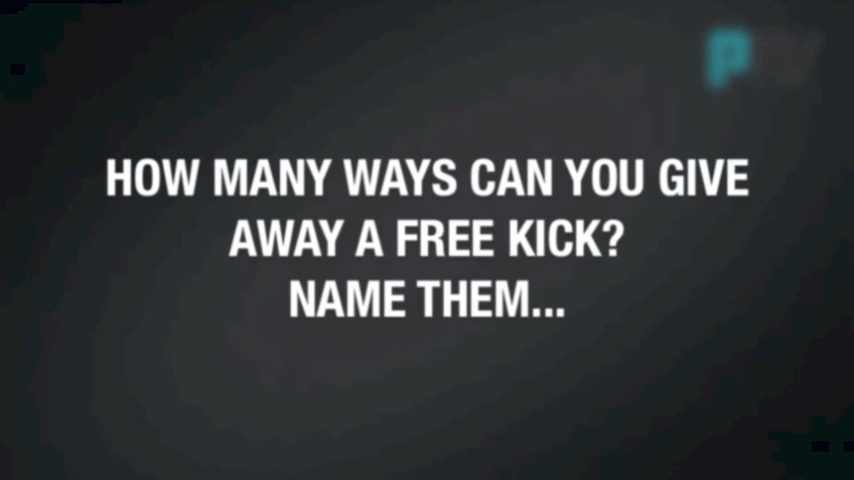 HOW MANY WAYS CAN YOU GIVE
AWAY A FREE KICK?
NAME THEM...